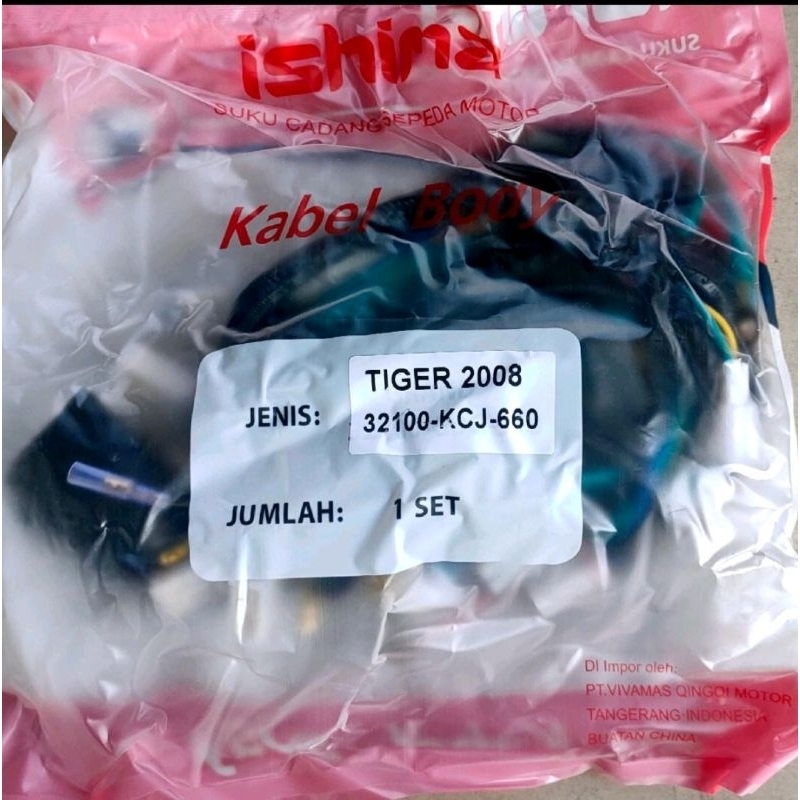 ishina
SUKU
SUKU CADANG SEPEDA MOTOR
Kabel Body
TIGER 2008
JENIS: 32100-KCJ-660
JUMLAH: 1 SET
Di Impor oleh:
PT.VIVAMAS QINGQI MOTOR
TANGERANG-INDONESIA
BUATAN CHINA